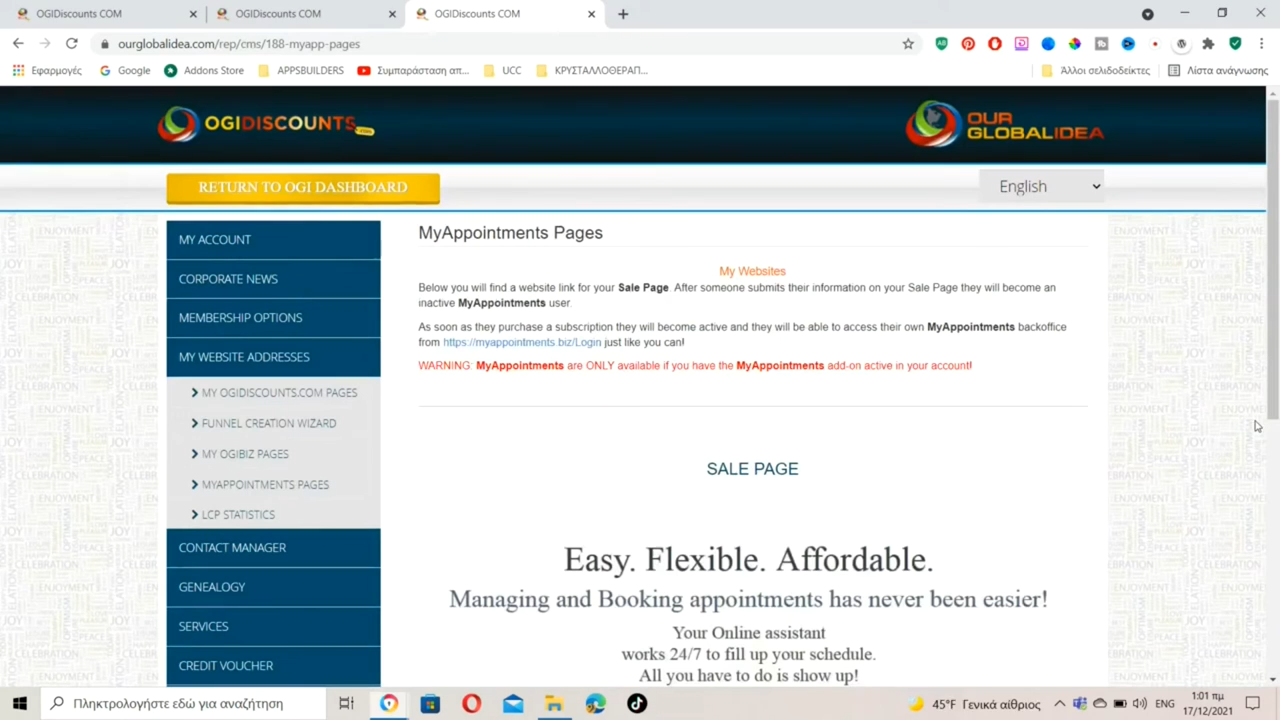 OGIDiscounts COM
OGIDiscounts COM
OGIDiscounts COM
ourglobalidea.com/rep/cms/188-myapp-pages
Εφαρμογές
Google
Addons Store
APPSBUILDERS
Συμπαράσταση απ...
UCC
ΚΡΥΣΤΑΛΛΟΘΕΡΑΠ...
Άλλοι σελιδοδείκτες
Λίστα ανάγνωσης
OGIDISCOUNTS.com
OUR
GLOBALIDEA
RETURN TO OGI DASHBOARD
English
MY ACCOUNT
CORPORATE NEWS
MEMBERSHIP OPTIONS
MY WEBSITE ADDRESSES
MY OGIDISCOUNTS.COM PAGES
FUNNEL CREATION WIZARD
MY OGIBIZ PAGES
MYAPPOINTMENTS PAGES
LCP STATISTICS
CONTACT MANAGER
GENEALOGY
SERVICES
CREDIT VOUCHER
MyAppointments Pages
My Websites
Below you will find a website link for your Sale Page. After someone submits their information on your Sale Page they will become an
inactive MyAppointments user.
As soon as they purchase a subscription they will become active and they will be able to access their own MyAppointments backoffice
from https://myappointments.biz/Login just like you can!
WARNING: MyAppointments are ONLY available if you have the MyAppointments add-on active in your account!
SALE PAGE
Easy. Flexible. Affordable.
Managing and Booking appointments has never been easier!
Your Online assistant
works 24/7 to fill up your schedule.
All you have to do is show up!
Πληκτρολογήστε εδώ για αναζήτηση
45°F Γενικά αίθριος
ENG
1:01 πμ
17/12/2021